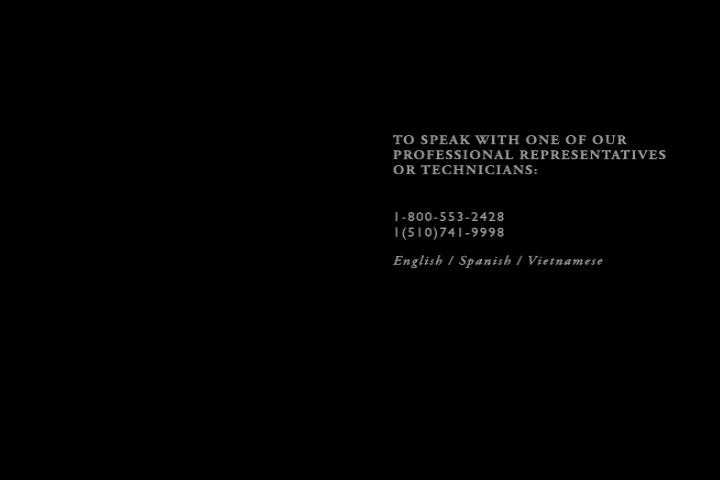 TO SPEAK WITH ONE OF OUR
PROFESSIONAL REPRESENTATIVES
OR TECHNICIANS:
1-800-553-2428
1(510)741-9998
English / Spanish / Vietnamese